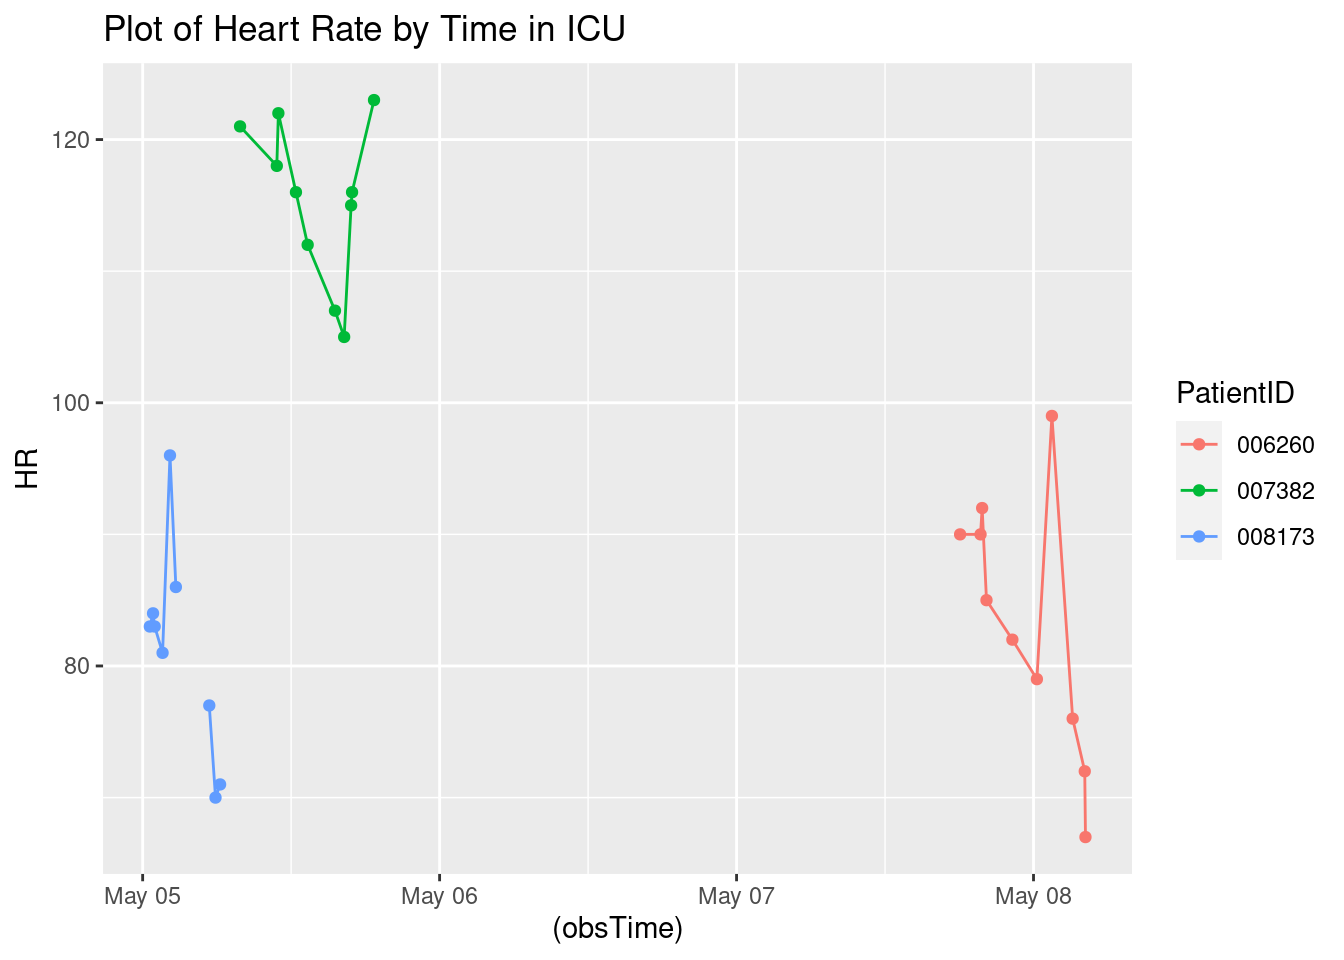 Plot of Heart Rate by Time in ICU
120
100
80
HR
May 05
May 06
May 07
May 08
(obsTime)
PatientID
006260
007382
008173